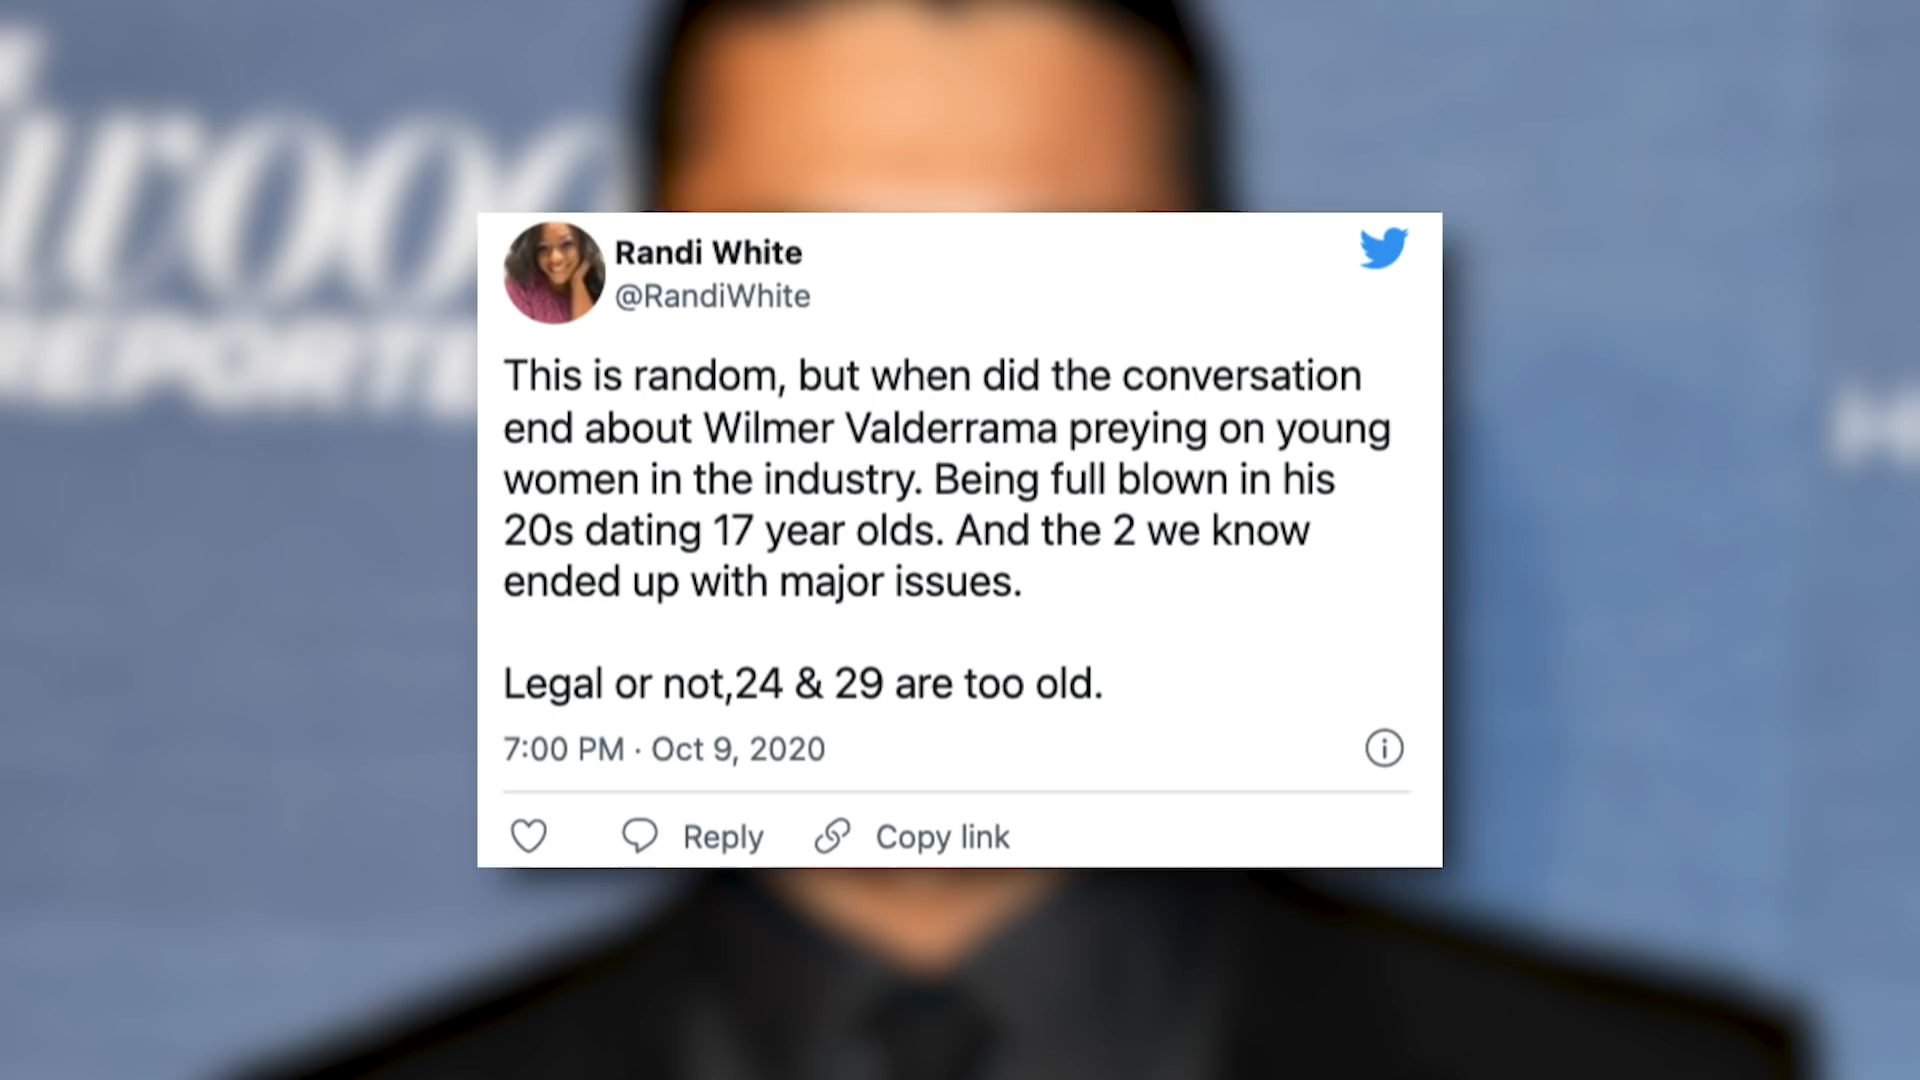 wood
REPORTE
H
Randi White
@RandiWhite
This is random, but when did the conversation
end about Wilmer Valderrama preying on young
women in the industry. Being full blown in his
20s dating 17 year olds. And the 2 we know
ended up with major issues.
Legal or not,24 & 29 are too old.
7:00 PM · Oct 9, 2020
Reply
Copy link